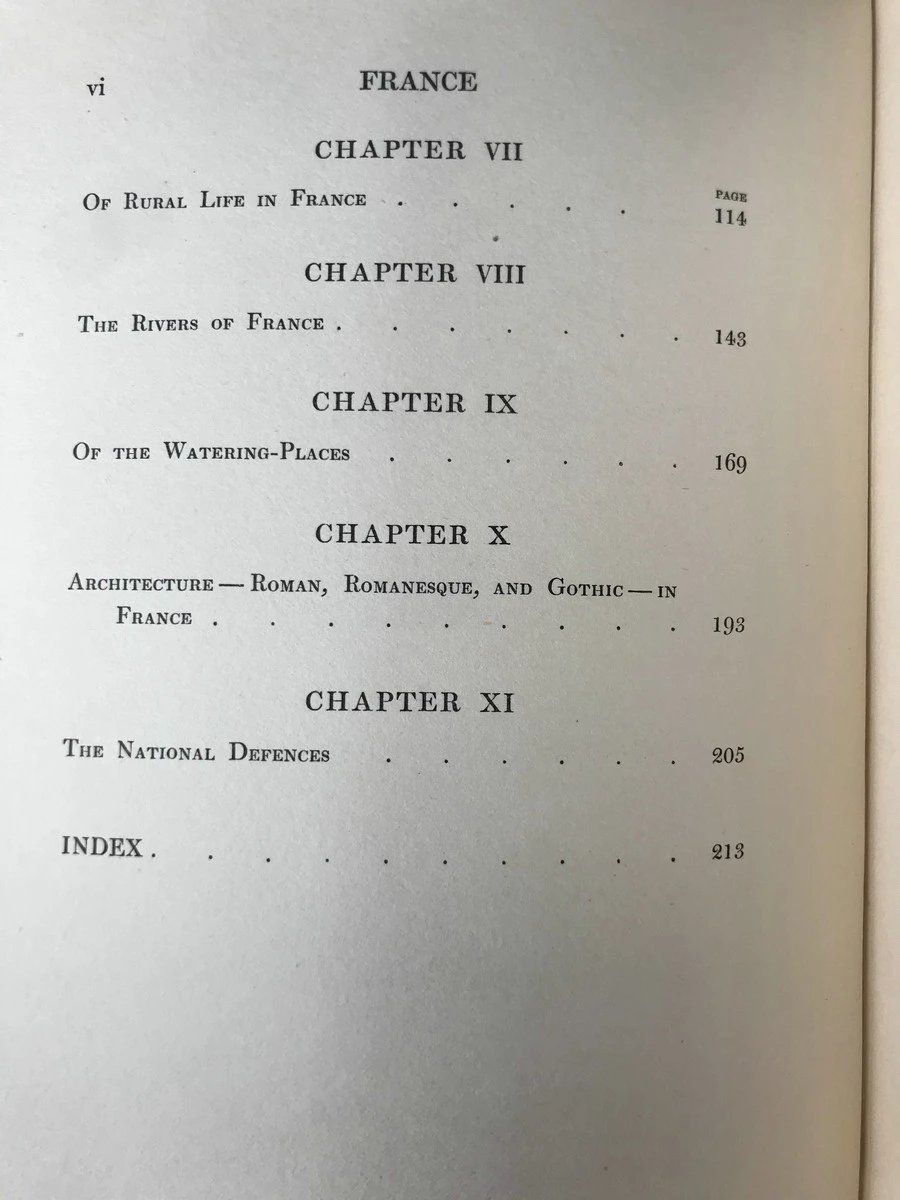 vi FRANCE
CHAPTER VII
PAGE
Of Rural Life in France . . . . . 114
CHAPTER VIII
The Rivers of France . . . . . . . 143
CHAPTER IX
Of the Watering-Places . . . . . . 169
CHAPTER X
Architecture — Roman, Romanesque, and Gothic — in
France . . . . . . . . . 193
CHAPTER XI
The National Defences . . . . . . 205
INDEX . . . . . . . . . . 213